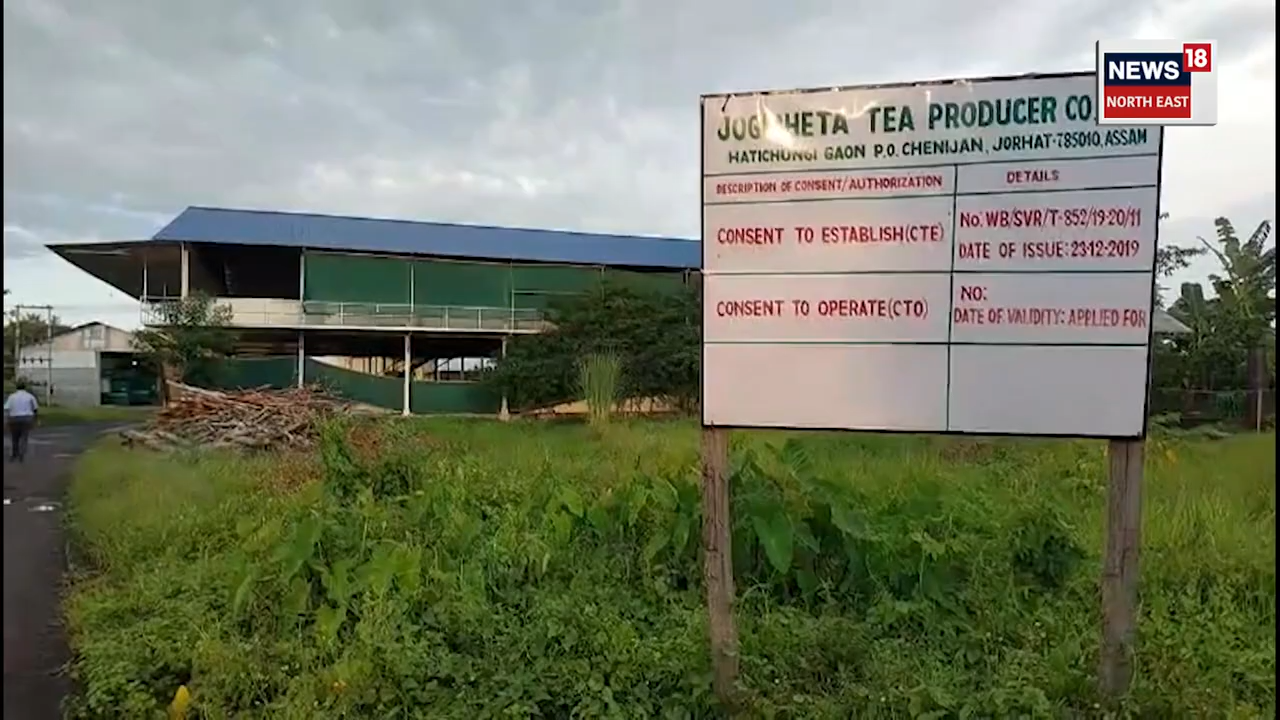 NEWS 18
NORTH EAST
TEA PRODUCER CO.
HATICHUNGI GAON P.O. CHENIJAN, JORHAT-785010, ASSAM
DESCRIPTION OF CONSENT/AUTHORIZATION
DETAILS
CONSENT TO ESTABLISH(CTE)
No. WB/SVR/T-852/19-20/11
DATE OF ISSUE: 23-12-2019
CONSENT TO OPERATE(CTO)
NO:
DATE OF VALIDITY: APPLIED FOR